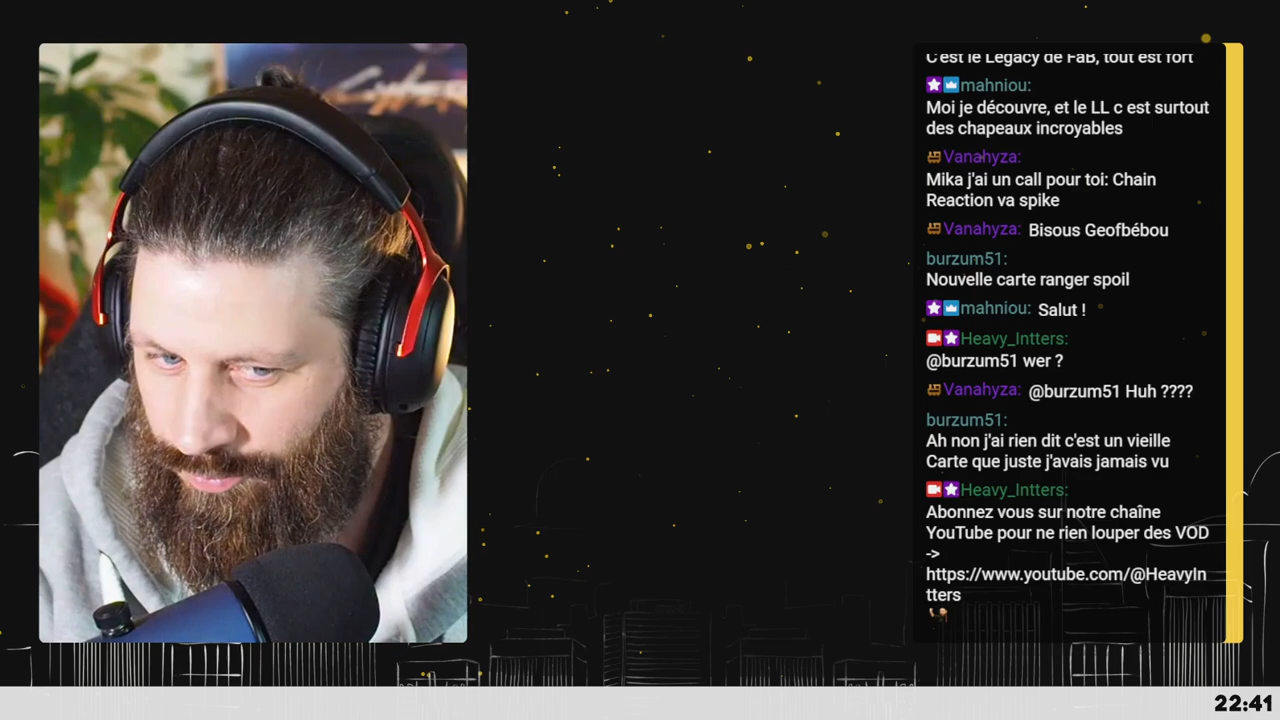 C'est le Legacy de FaB, tout est fort
mahniou:
Moi je découvre, et le LL c est surtout
des chapeaux incroyables
Vanahyza:
Mika j'ai un call pour toi: Chain
Reaction va spike
Vanahyza: Bisous Geofbébou
burzum51:
Nouvelle carte ranger spoil
mahniou: Salut !
Heavy_Intters:
@burzum51 wer ?
Vanahyza: @burzum51 Huh ????
burzum51:
Ah non j'ai rien dit c'est un vieille
Carte que juste j'avais jamais vu
Heavy_Intters:
Abonnez vous sur notre chaîne
YouTube pour ne rien louper des VOD
->
https://www.youtube.com/@HeavyIn
tters
22:41